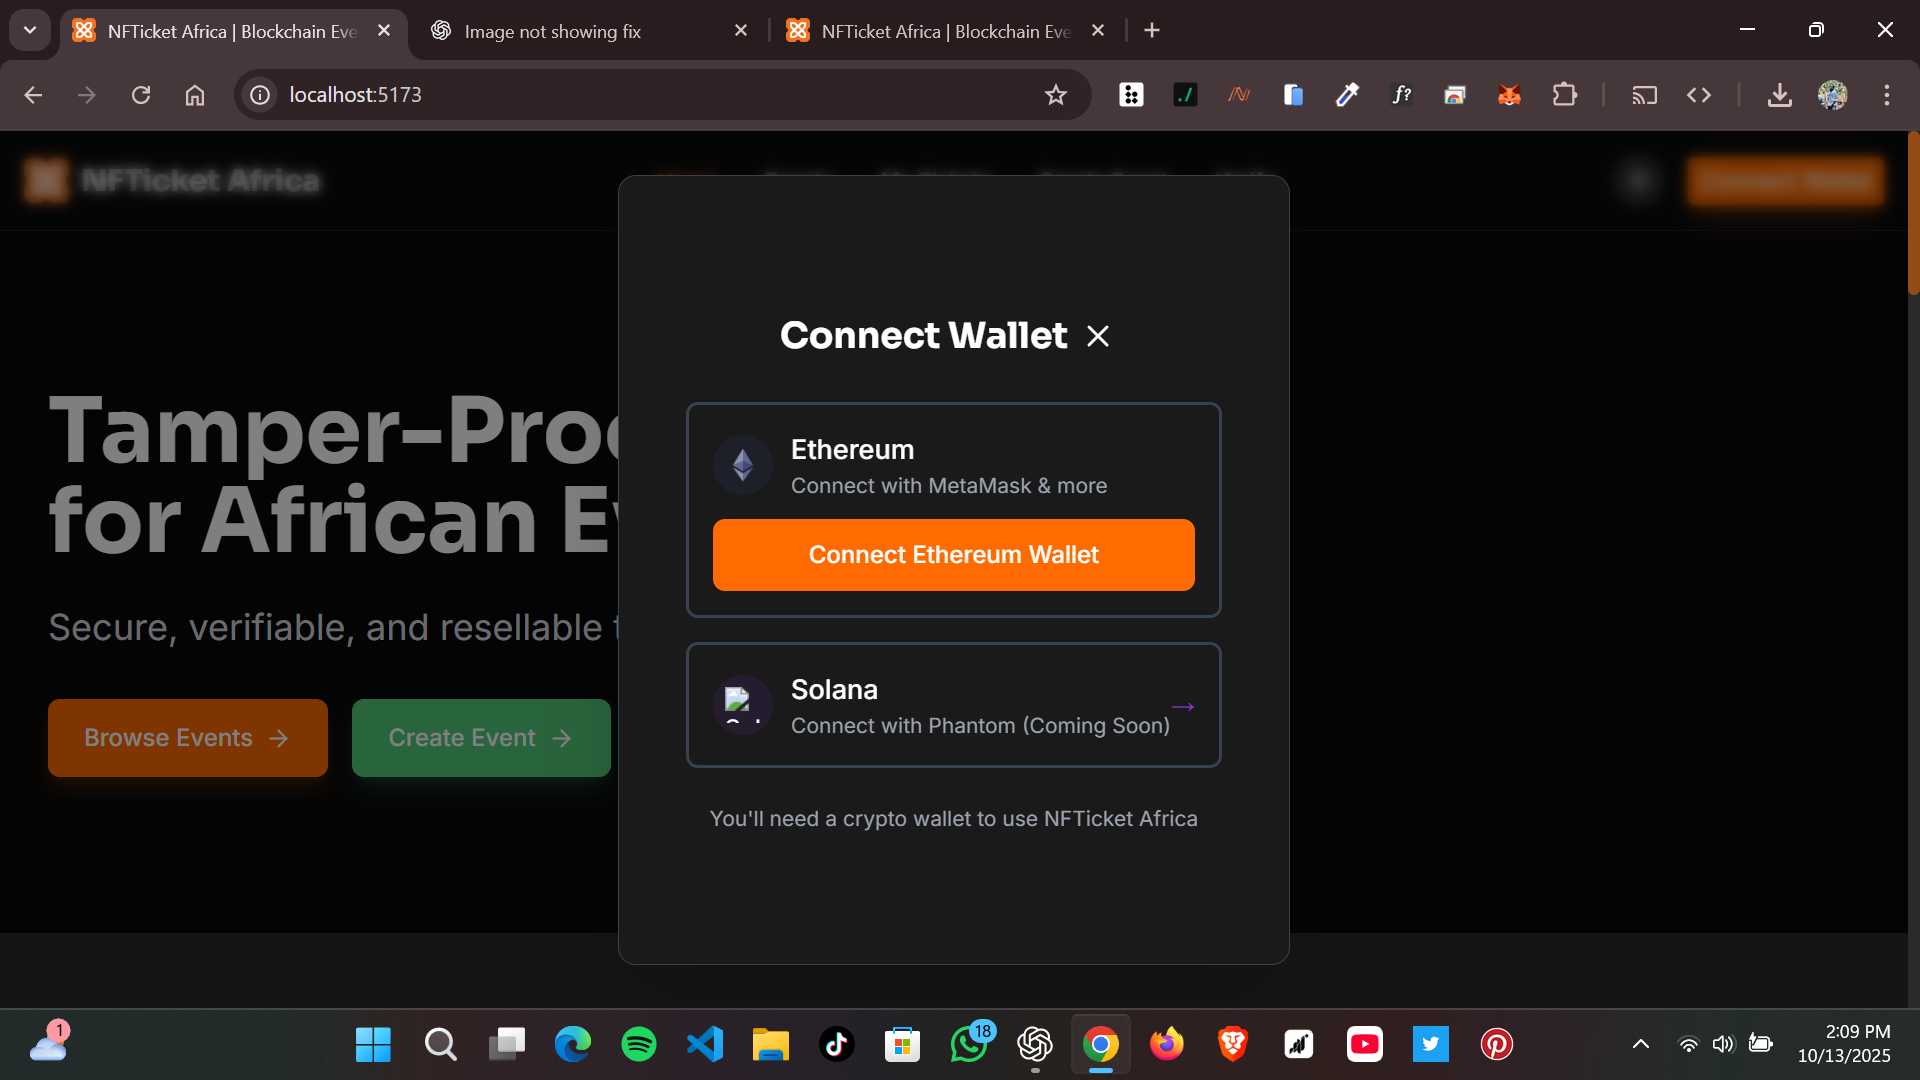 NFTicket Africa | Blockchain Eve
Image not showing fix
NFTicket Africa | Blockchain Eve
localhost:5173
f?
NFTicket Africa
Connect Wallet
Connect Wallet
Tamper-Proo
for African E
Secure, verifiable, and resellable
Browse Events →
Create Event →
Ethereum
Connect with MetaMask & more
Connect Ethereum Wallet
Solana
Connect with Phantom (Coming Soon)
→
You'll need a crypto wallet to use NFTicket Africa
1
18
2:09 PM
10/13/2025